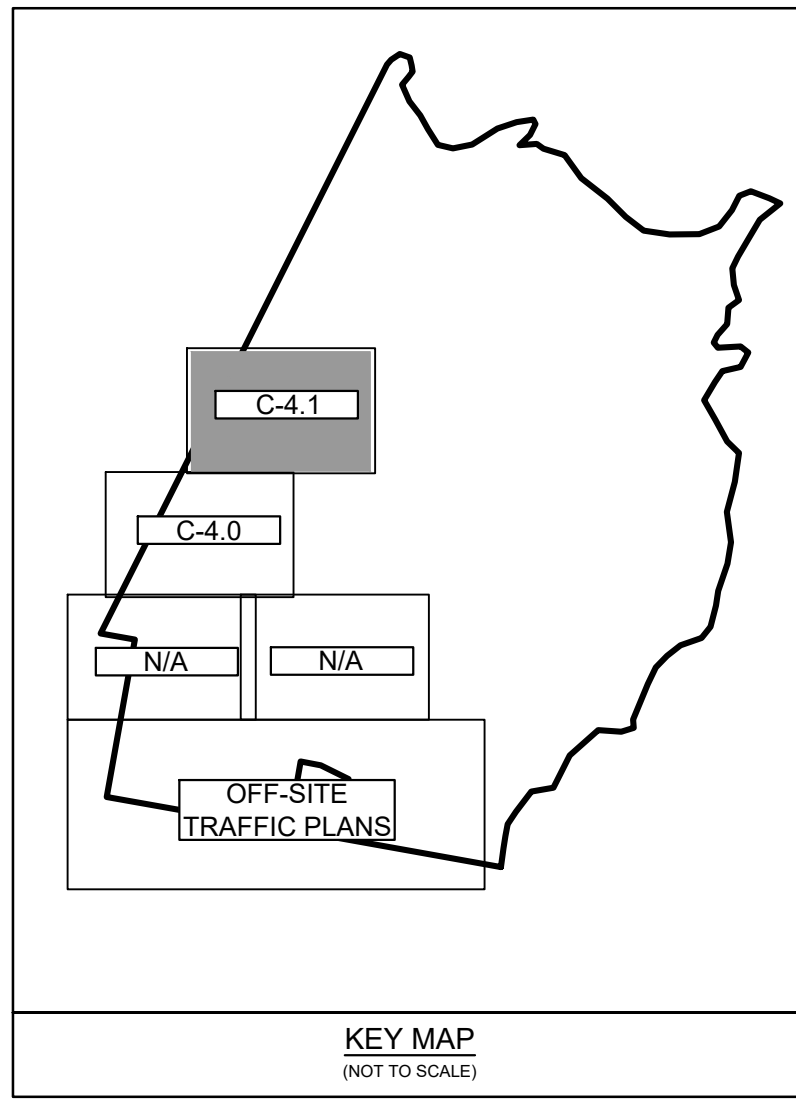 C-4.1
C-4.0
N/A
N/A
OFF-SITE
TRAFFIC PLANS
KEY MAP
(NOT TO SCALE)